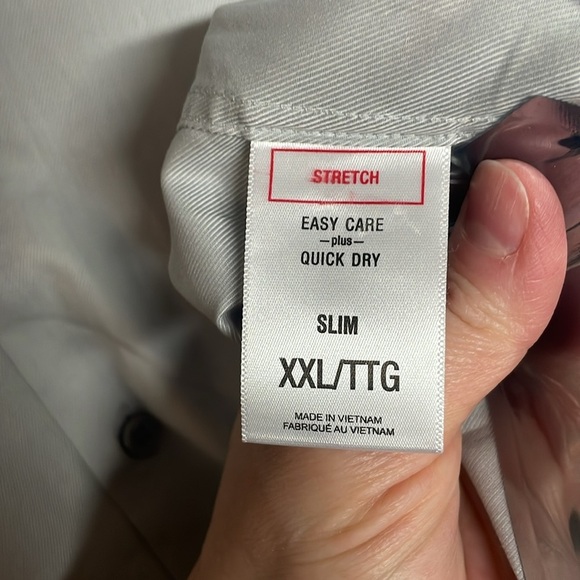 STRETCH
EASY CARE
—plus—
QUICK DRY
SLIM
XXL/TTG
MADE IN VIETNAM
FABRIQUÉ AU VIETNAM